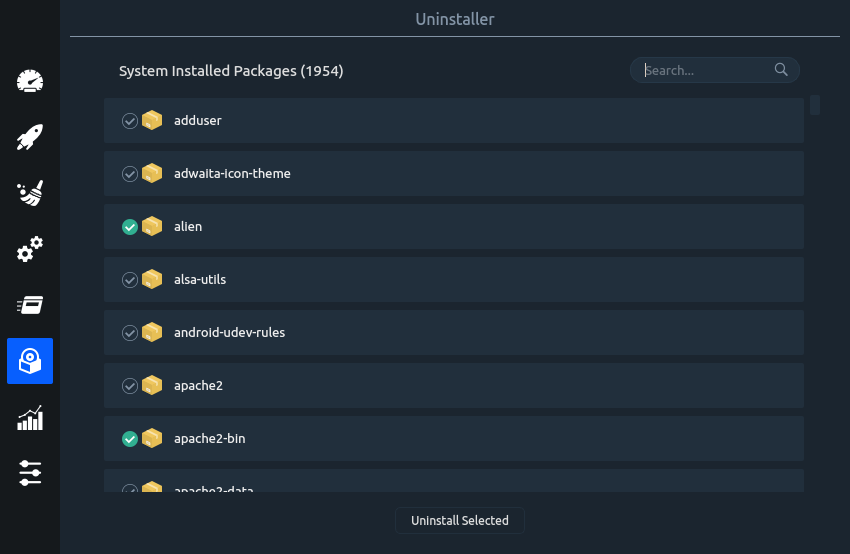 Uninstaller
System Installed Packages (1954)
Search...
adduser
adwaita-icon-theme
alien
alsa-utils
android-udev-rules
apache2
apache2-bin
apache2-data
Uninstall Selected